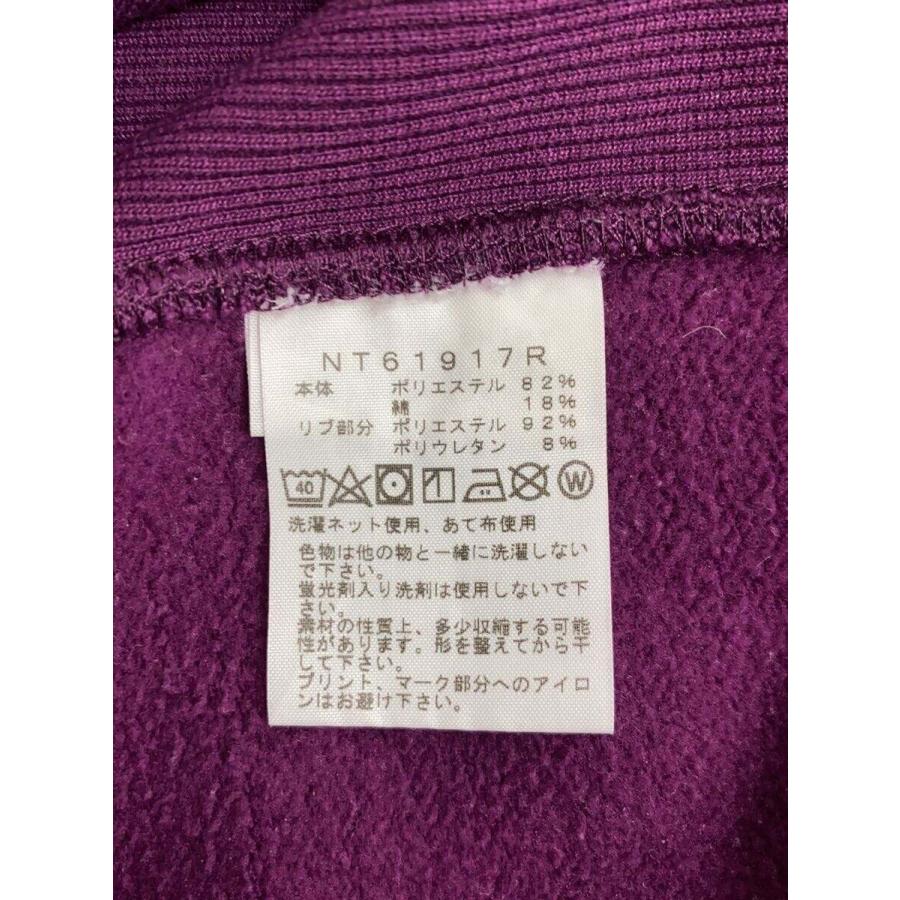 NT61917R
本体 ポリエステル 82%
綿 18%
リブ部分 ポリエステル 92%
ポリウレタン 8%
40 W
洗濯ネット使用、あて布使用
色物は他の物と一緒に洗濯しない
で下さい。
蛍光剤入り洗剤は使用しないで下
さい。
素材の性質上、多少収縮する可能
性があります。形を整えてから干
して下さい。
プリント、マーク部分へのアイロ
ンはお避け下さい。